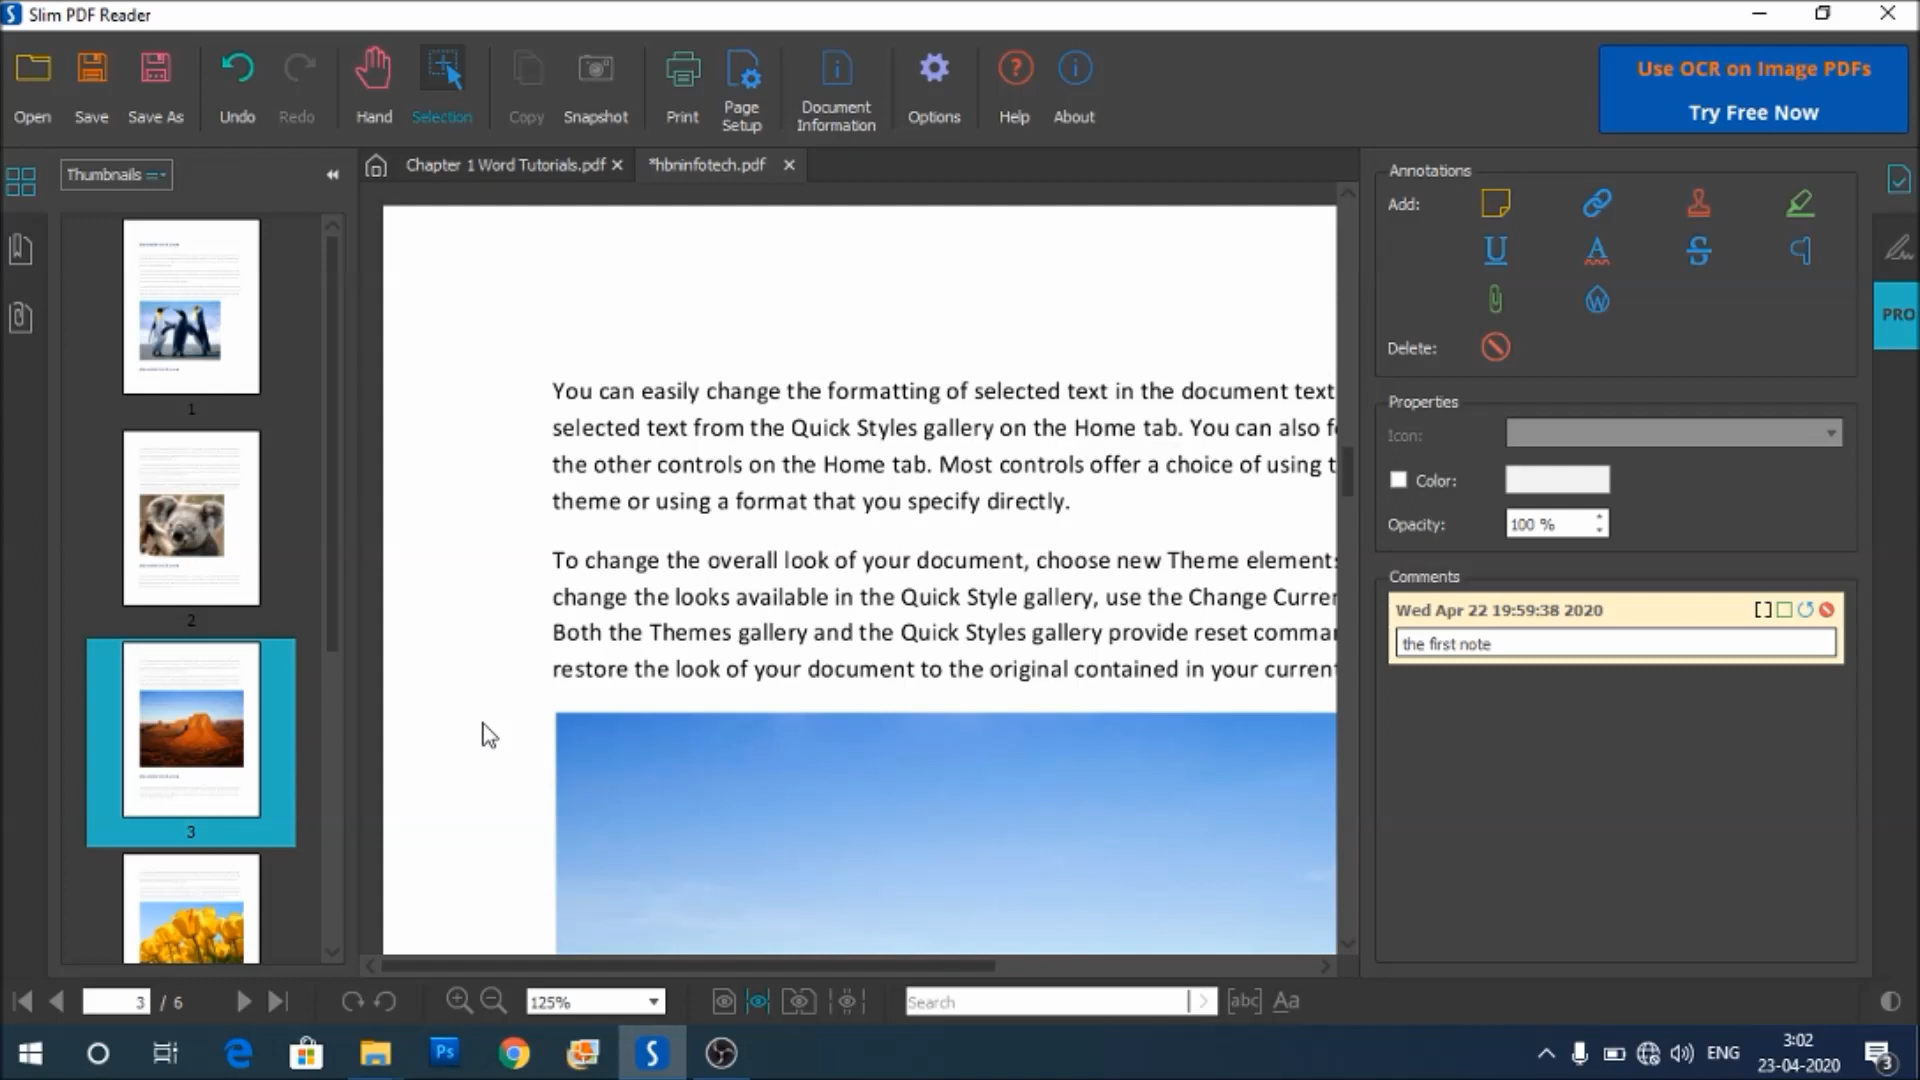 Slim PDF Reader
Open
Save
Save As
Undo
Redo
Hand
Selection
Copy
Snapshot
Print
Page
Setup
Document
Information
Options
Help
About
Use OCR on Image PDFs
Try Free Now
Thumbnails
Chapter 1 Word Tutorials.pdf
*hbninfotech.pdf
1
2
3
You can easily change the formatting of selected text in the document text
selected text from the Quick Styles gallery on the Home tab. You can also
the other controls on the Home tab. Most controls offer a choice of using
theme or using a format that you specify directly.
To change the overall look of your document, choose new Theme elements
change the looks available in the Quick Style gallery, use the Change
Both the Themes gallery and the Quick Styles gallery provide reset
restore the look of your document to the original contained in your current
Annotations
Add:
Delete:
PRO
Properties
Icon:
Color:
Opacity:
100 %
Comments
Wed Apr 22 19:59:38 2020
the first note
3 / 6
125%
Search
[abc]
Aa
Ps
S
ENG
3:02
23-04-2020
3